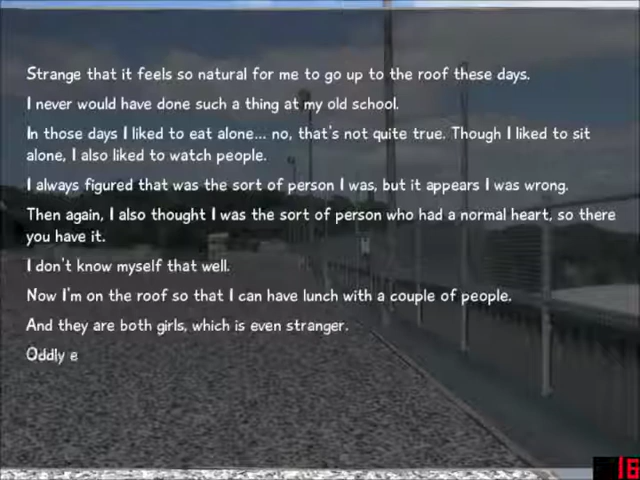 Strange that it feels so natural for me to go up to the roof these days.
I never would have done such a thing at my old school.
In those days I liked to eat alone... no, that's not quite true. Though I liked to sit
alone, I also liked to watch people.
I always figured that was the sort of person I was, but it appears I was wrong.
Then again, I also thought I was the sort of person who had a normal heart, so there
you have it.
I don't know myself that well.
Now I'm on the roof so that I can have lunch with a couple of people.
And they are both girls, which is even stranger.
Oddly e
16